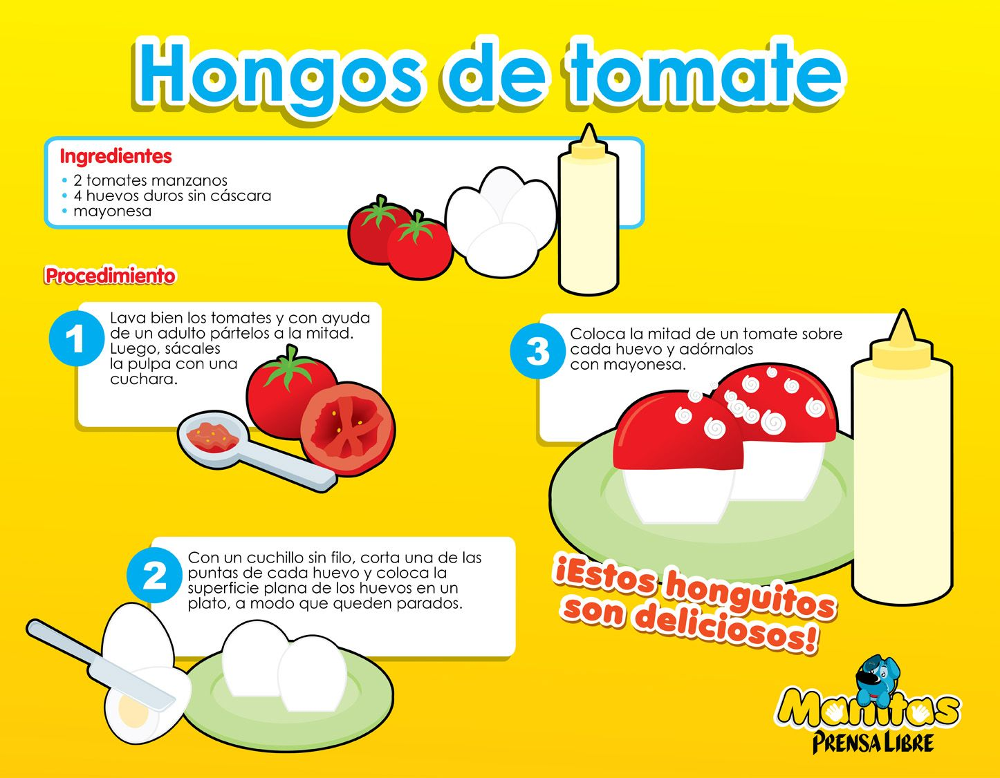 Hongos de tomate
Ingredientes
• 2 tomates manzanos
• 4 huevos duros sin cáscara
• mayonesa
Procedimiento
1
Lava bien los tomates y con ayuda
de un adulto pártelos a la mitad.
Luego, sácales
la pulpa con una
cuchara.
2
Con un cuchillo sin filo, corta una de las
puntas de cada huevo y coloca la
superficie plana de los huevos en un
plato, a modo que queden parados.
3
Coloca la mitad de un tomate sobre
cada huevo y adórnalos
con mayonesa.
¡Estos honguitos
son deliciosos!
Manitas
PRENSA LIBRE